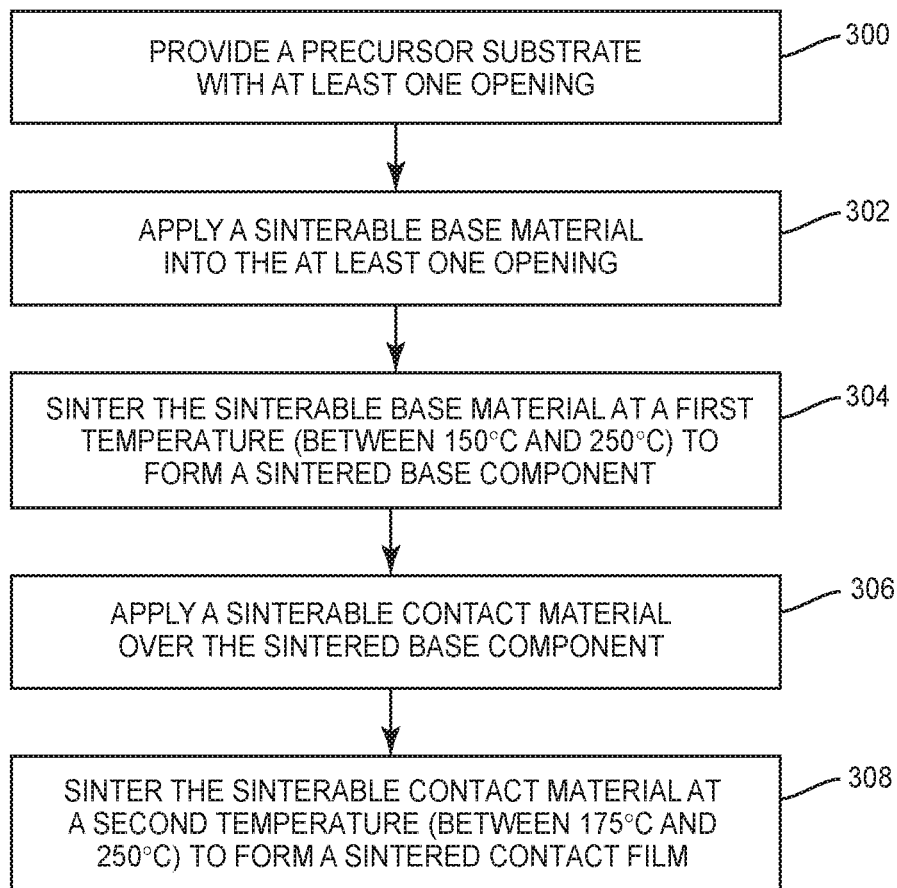 PROVIDE A PRECURSOR SUBSTRATE
WITH AT LEAST ONE OPENING
300
APPLY A SINTERABLE BASE MATERIAL
INTO THE AT LEAST ONE OPENING
302
SINTER THE SINTERABLE BASE MATERIAL AT A FIRST
TEMPERATURE (BETWEEN 150°C AND 250°C) TO
FORM A SINTERED BASE COMPONENT
304
APPLY A SINTERABLE CONTACT MATERIAL
OVER THE SINTERED BASE COMPONENT
306
SINTER THE SINTERABLE CONTACT MATERIAL AT
A SECOND TEMPERATURE (BETWEEN 175°C AND
250°C) TO FORM A SINTERED CONTACT FILM
308